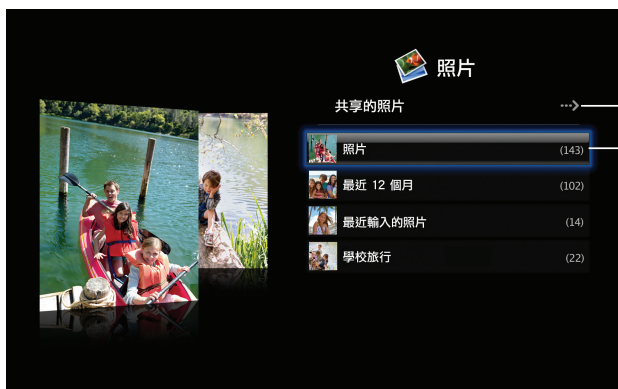 照片
共享的照片
照片 (143)
最近 12 個月 (102)
最近輸入的照片 (14)
學校旅行 (22)